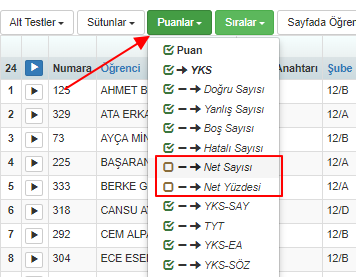 Alt Testler Sütunlar Puanlar Sıralar Sayfada Öğrenci
24 Numara Öğrenci Anahtarı Şube
Puan
YKS
Doğru Sayısı
Yanlış Sayısı
Boş Sayısı
Hatalı Sayısı
Net Sayısı
Net Yüzdesi
YKS-SAY
TYT
YKS-EA
YKS-SÖZ
1 125 AHMET B 12/B
2 329 ATA ERKA 12/A
3 73 AYÇA MİN 12/B
4 225 BAŞARAN 12/A
5 333 BERKE G 12/B
6 318 CANSU AY 12/D
7 292 CEM ALPA 12/B
8 304 ECE ESEN 12/B